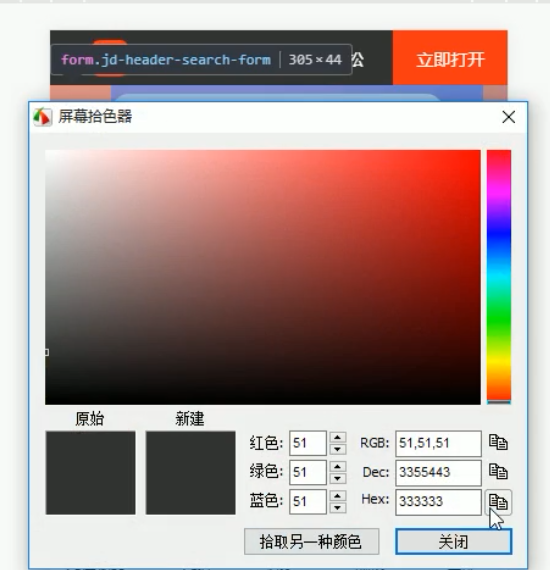 form.jd-header-search-form 305×44 松 立即打开
屏幕拾色器
原始 新建
红色: 51 RGB: 51,51,51
绿色: 51 Dec: 3355443
蓝色: 51 Hex: 333333
拾取另一种颜色 关闭